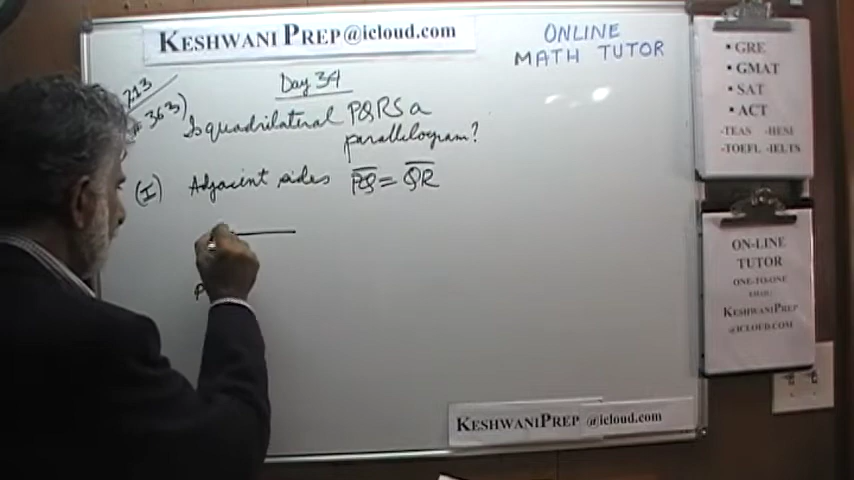 KESHWANI PREP@icloud.com
ONLINE
MATH TUTOR
Day 34
213
# 363)
Is quadrilateral PQRS a
parallelogram?
(I) Adjacent sides PQ = QR
P
• GRE
• GMAT
• SAT
• ACT
-TEAS -HESI
-TOEFL -IELTS
ON-LINE
TUTOR
ONE-TO-ONE
KESHWANIPREP
@ICLOUD.COM
KESHWANIPREP @icloud.com